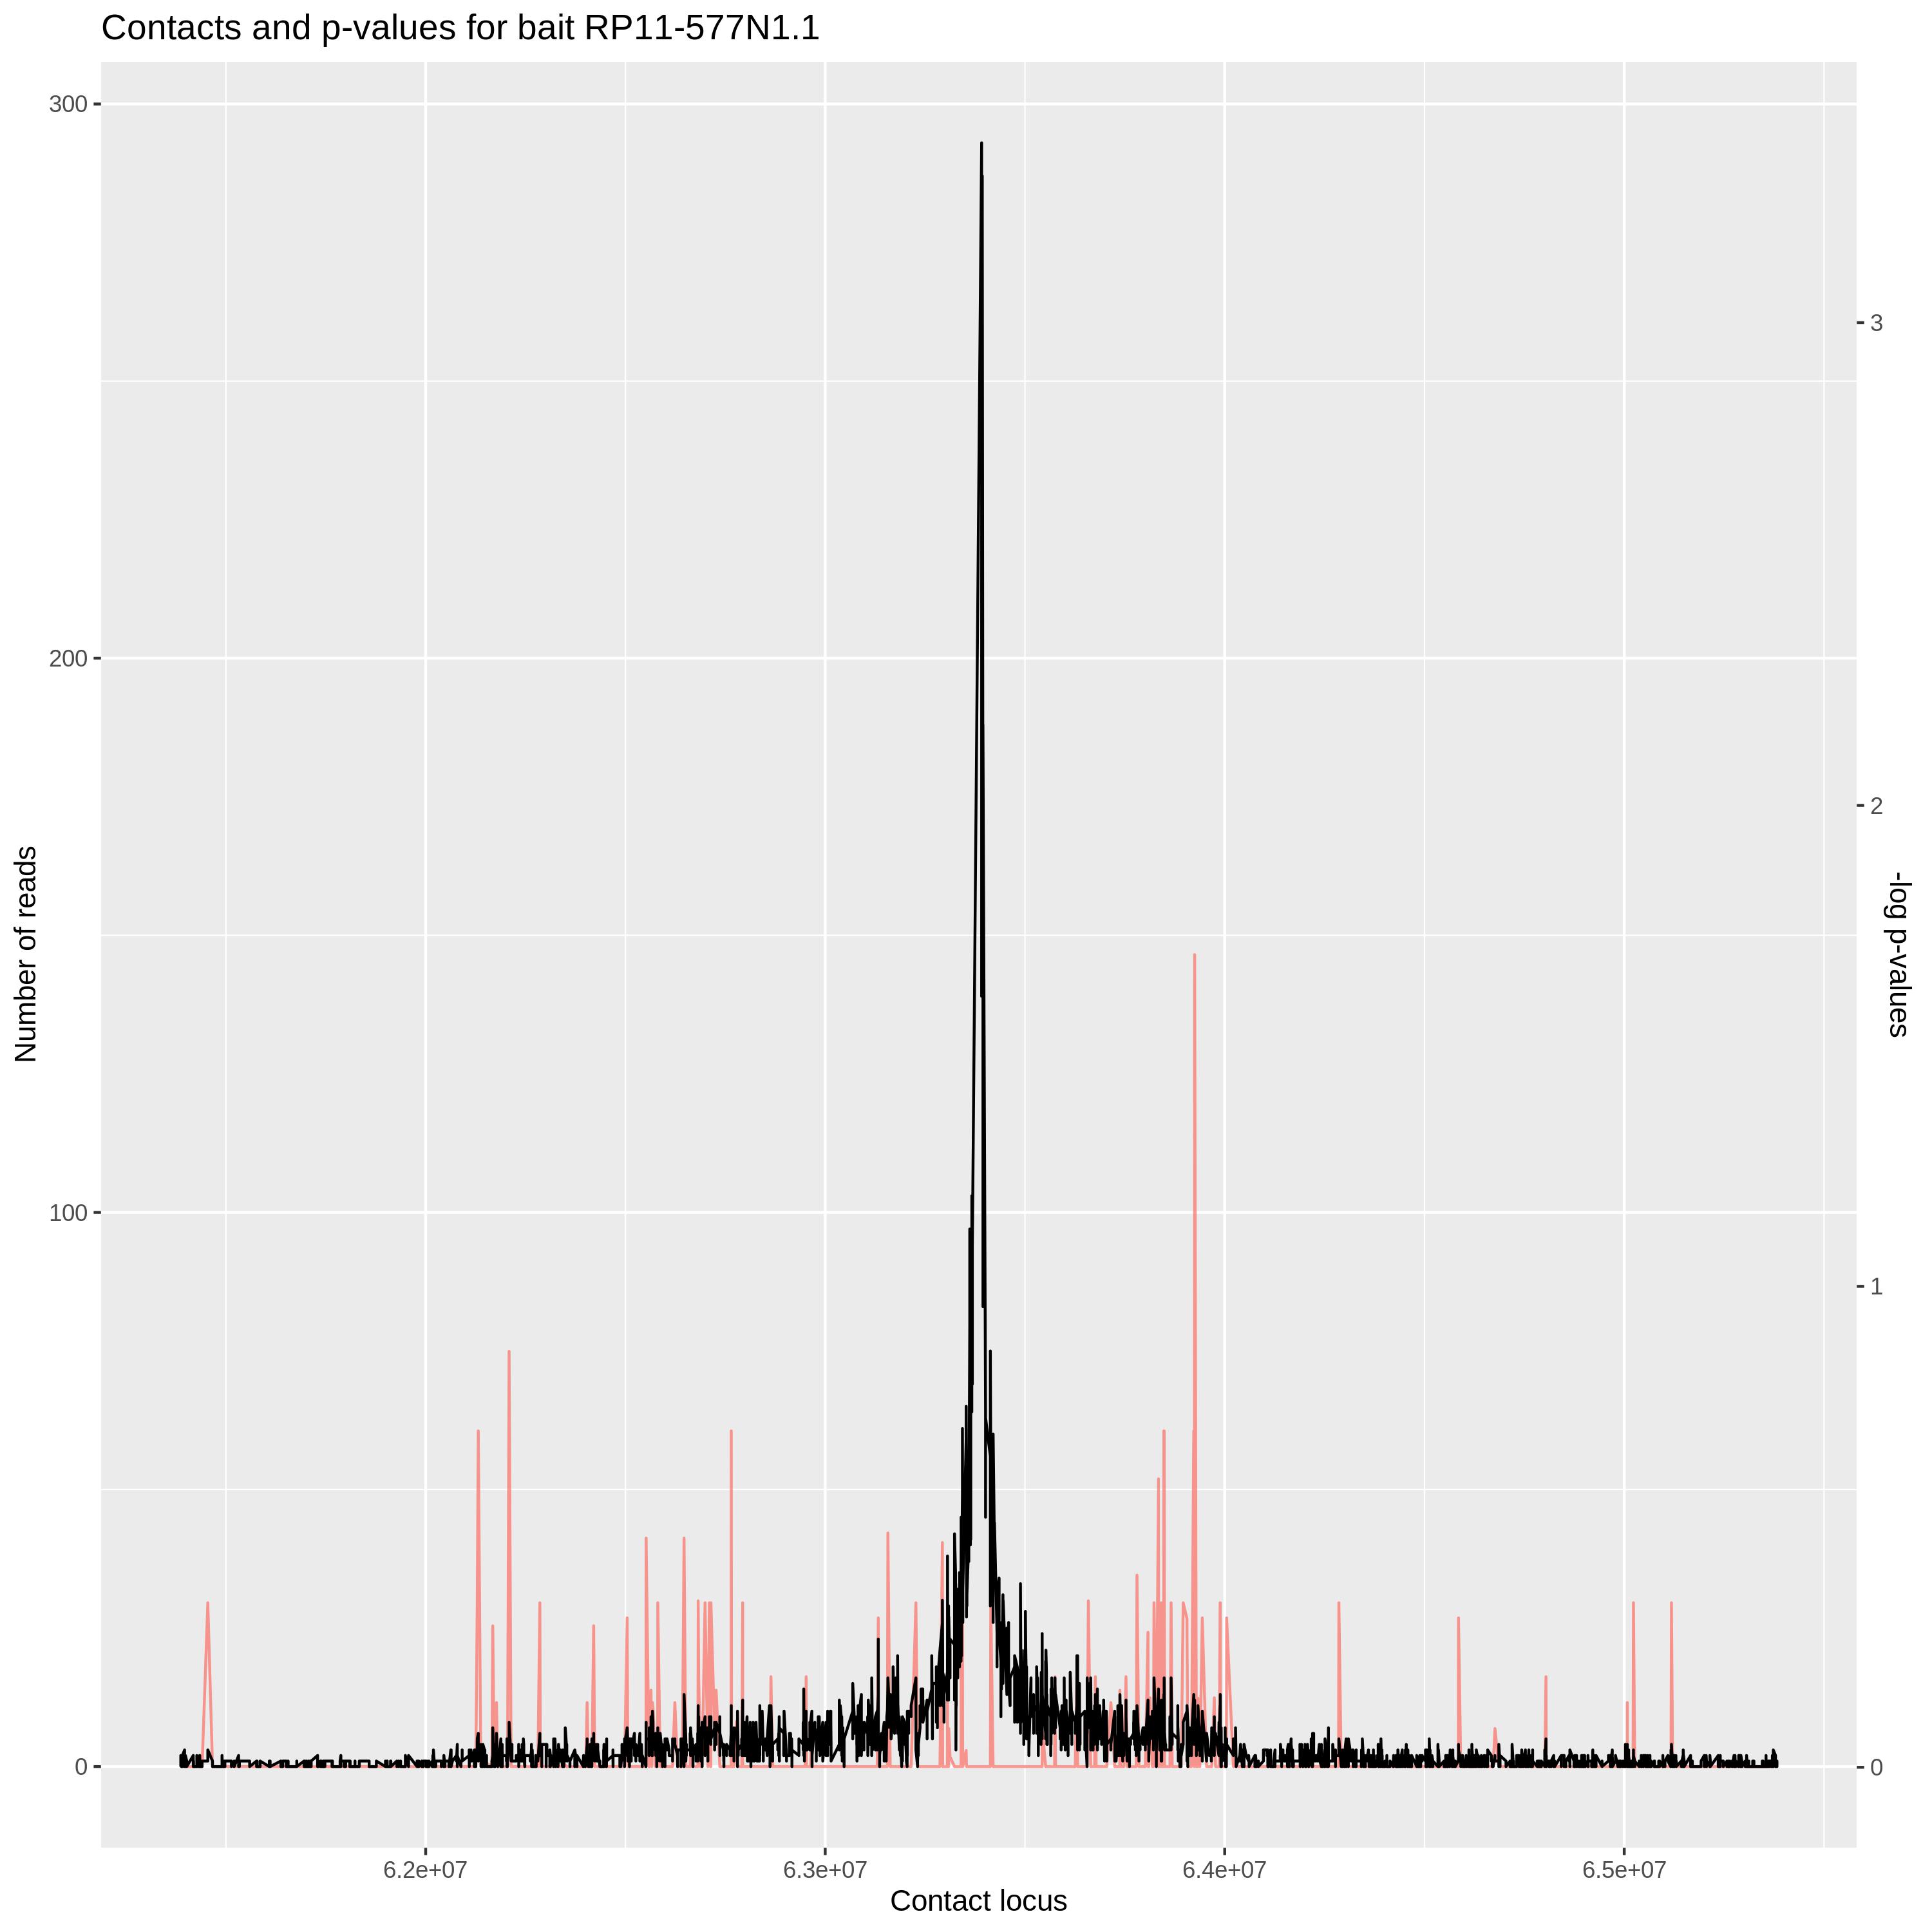 Contacts and p-values for bait RP11-577N1.1
300
200
100
0
Number of reads
3
2
1
0
-log p-values
6.2e+07
6.3e+07
6.4e+07
6.5e+07
Contact locus